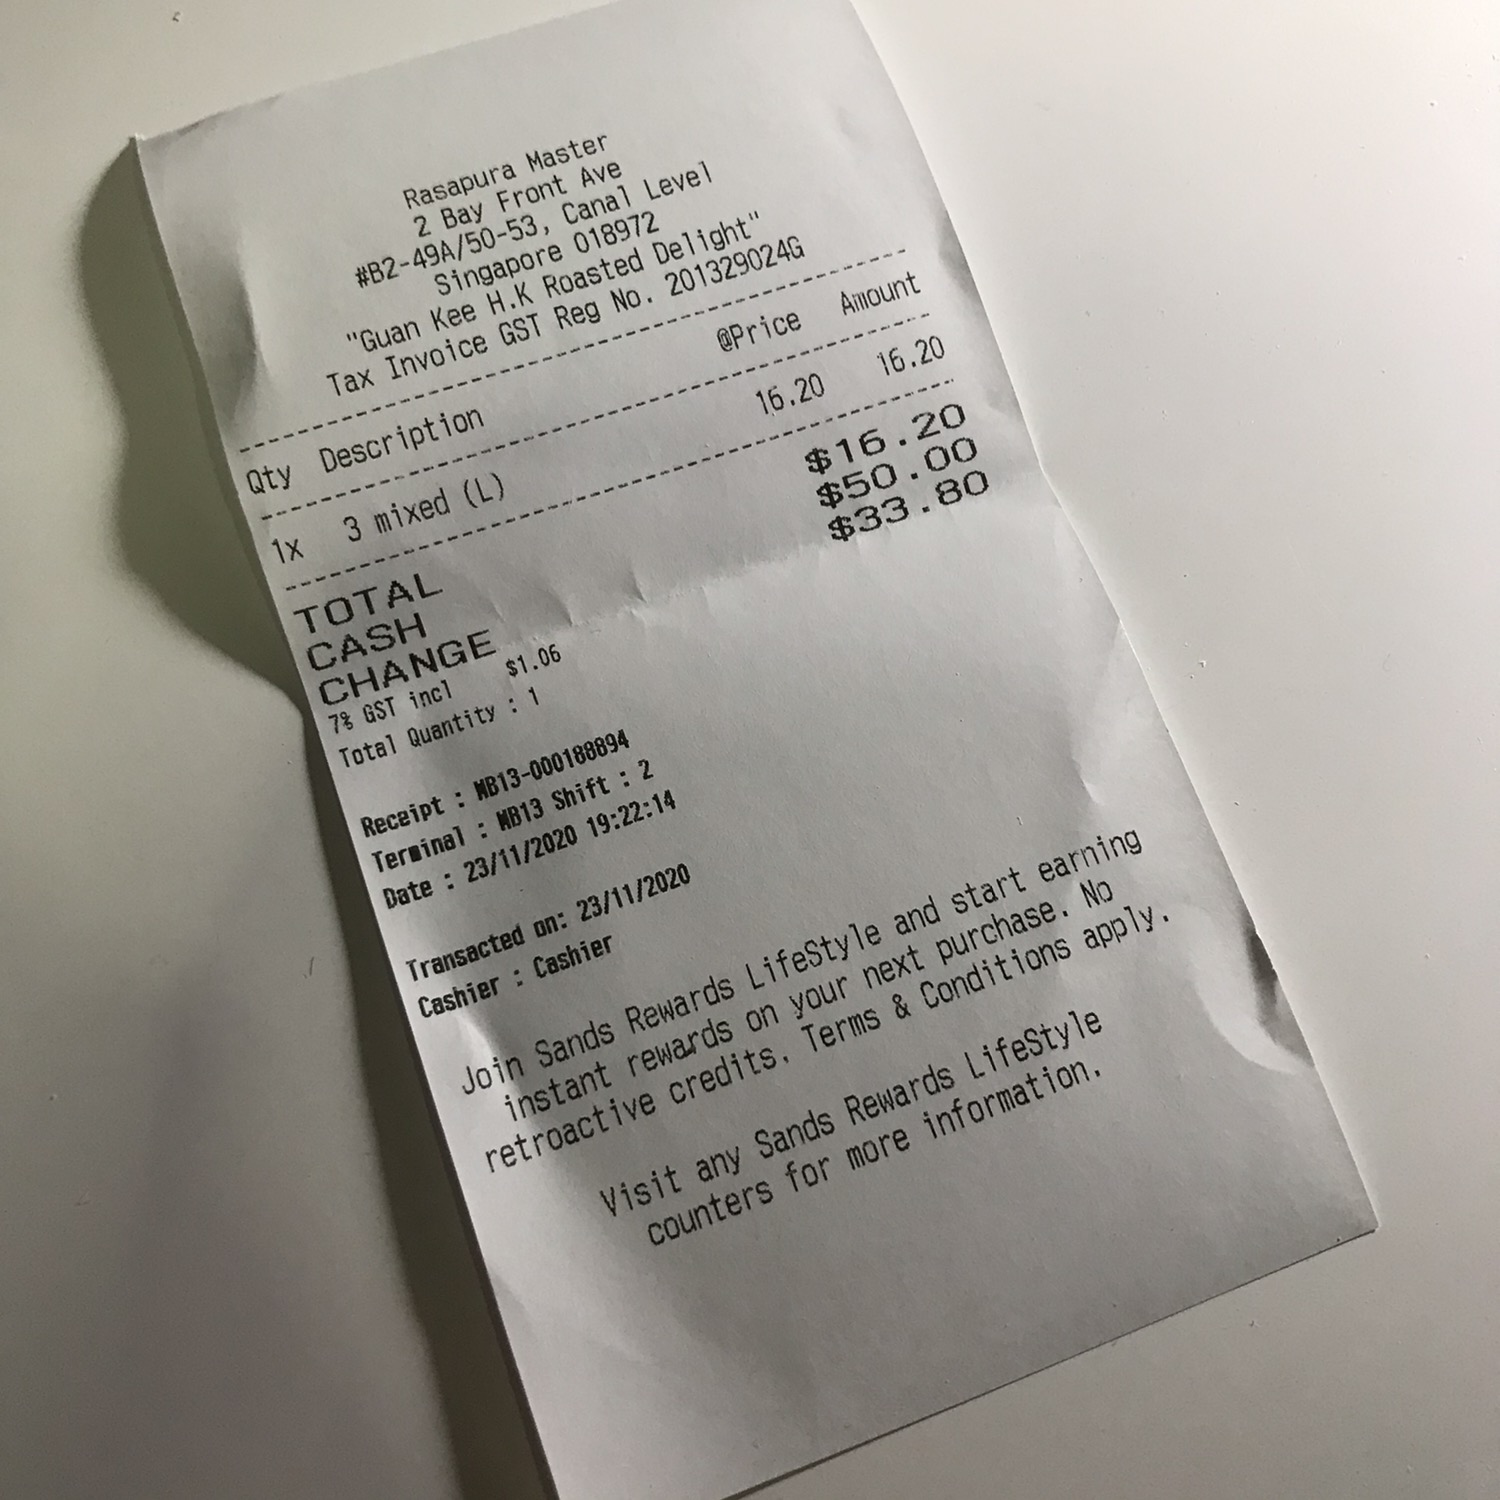 Rasapura Master
2 Bay Front Ave
#B2-49A/50-53, Canal Level
Singapore 018972
"Guan Kee H.K Roasted Delight"
Tax Invoice GST Reg No. 201329024G
Qty Description @Price Amount
1x 3 mixed (L) 16.20 16.20
TOTAL $16.20
CASH $50.00
CHANGE $33.80
7% GST incl $1.06
Total Quantity : 1
Receipt : MB13-000188894
Terminal : MB13 Shift : 2
Date : 23/11/2020 19:22:14
Transacted on: 23/11/2020
Cashier : Cashier
Join Sands Rewards LifeStyle and start earning
instant rewards on your next purchase. No
retroactive credits. Terms & Conditions apply.
Visit any Sands Rewards LifeStyle
counters for more information.